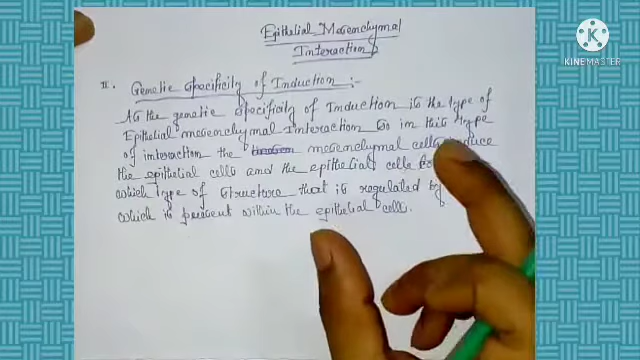 Epithelial Mesenchymal
Interaction
II. Genetic Specificity of Induction :-
As the genetic specificity of Induction is the type of
Epithelial mesenchymal Interaction so in this type
of interaction the mesenchymal cells induce
the epithelial cells and the epithelial cells
which type of structure that is regulated by
which is present within the epithelial cell.
KINEMASTER